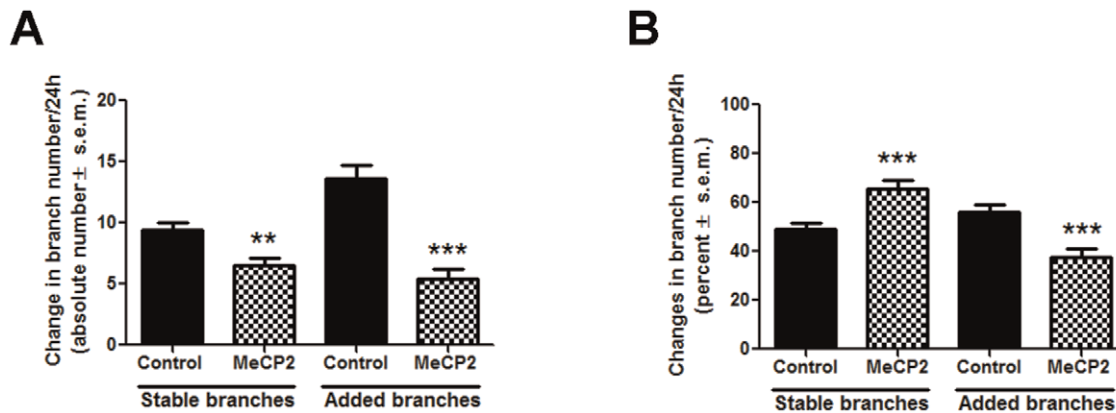 A
Change in branch number/24h
(absolute number ± s.e.m.)
20
15
10
5
0
**
***
Control MeCP2 Control MeCP2
Stable branches Added branches
B
Changes in branch number/24h
(percent ± s.e.m.)
100
80
60
40
20
0
***
***
Control MeCP2 Control MeCP2
Stable branches Added branches